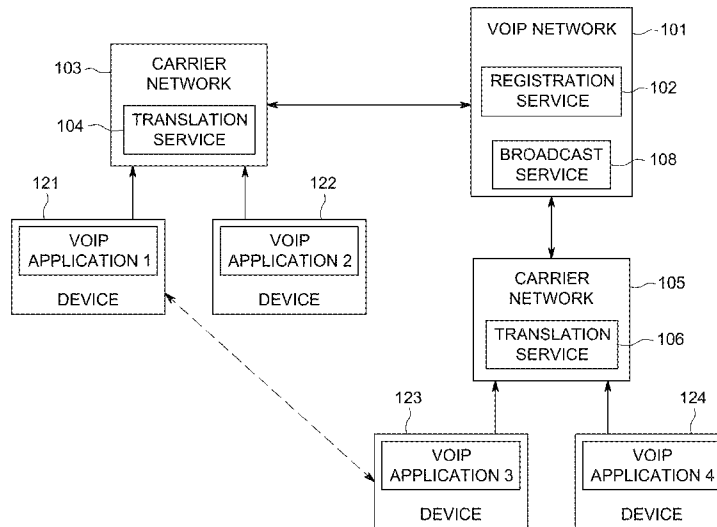 VOIP NETWORK
101
REGISTRATION
SERVICE
102
BROADCAST
SERVICE
108
103
CARRIER
NETWORK
104
TRANSLATION
SERVICE
121
VOIP
APPLICATION 1
DEVICE
122
VOIP
APPLICATION 2
DEVICE
CARRIER
NETWORK
105
TRANSLATION
SERVICE
106
123
VOIP
APPLICATION 3
DEVICE
124
VOIP
APPLICATION 4
DEVICE